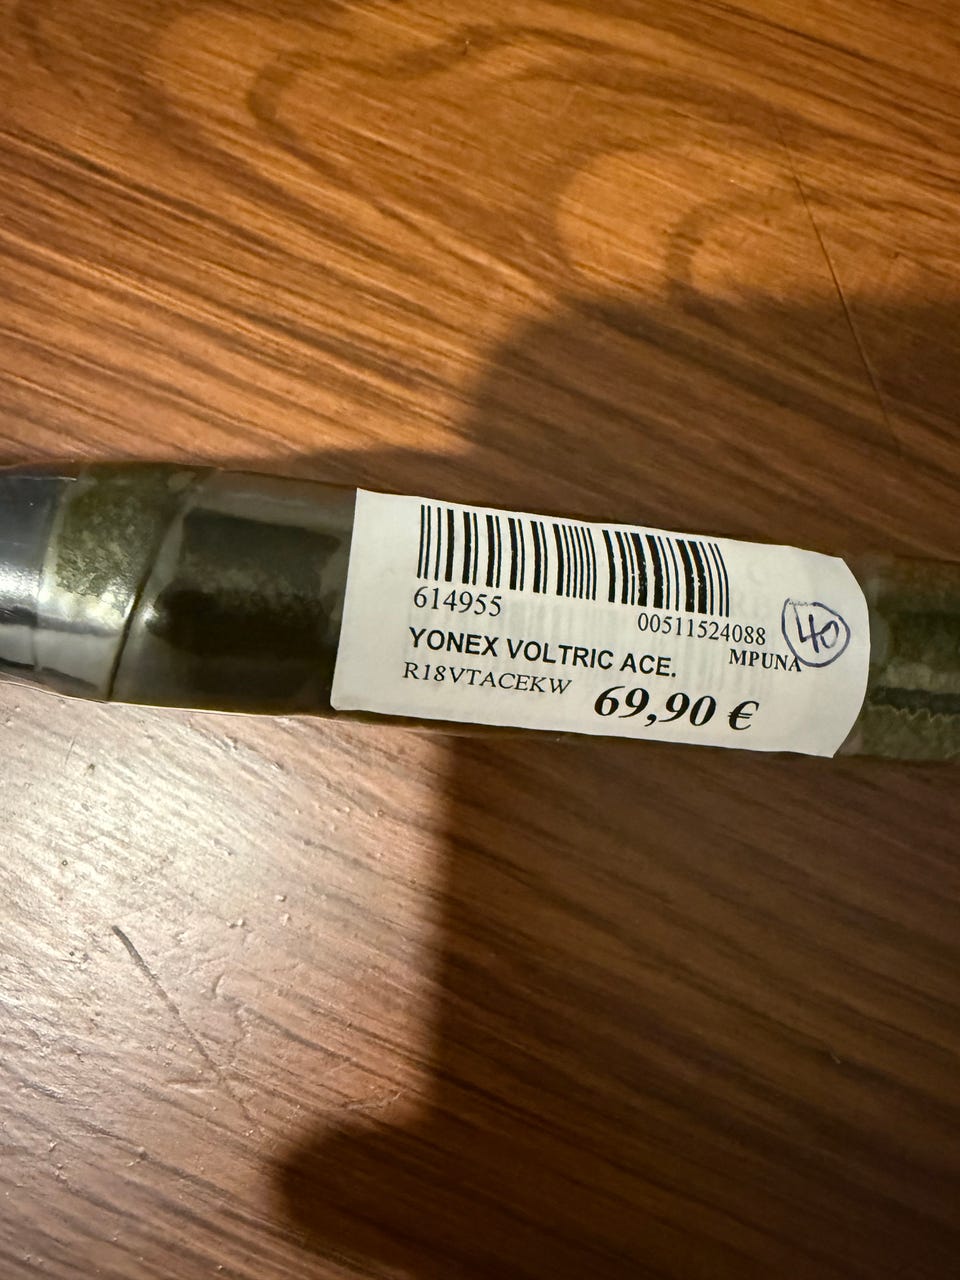 614955
00511524088
40
YONEX VOLTRIC ACE.
MPUNA
R18VTACEKW
69,90 €